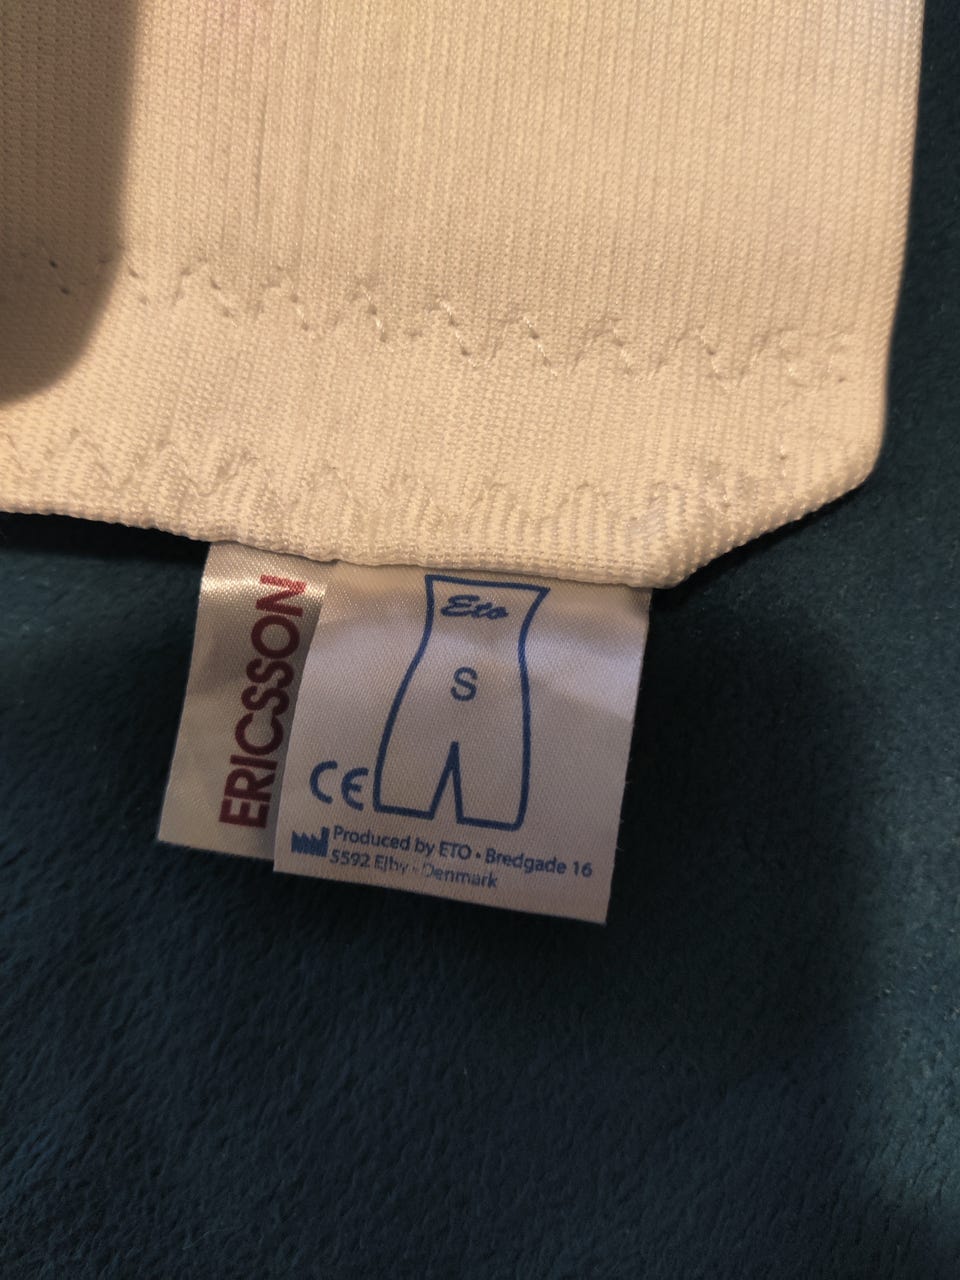 ERICSSON
Eto
S
CE
Produced by ETO • Bredgade 16
5592 Ejby • Denmark